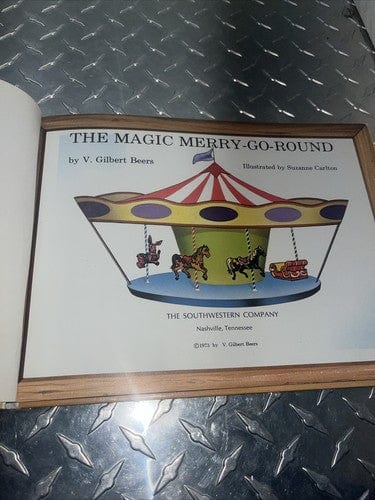 THE MAGIC MERRY-GO-ROUND
by V. Gilbert Beers
Illustrated by Suzanne Carlton
THE SOUTHWESTERN COMPANY
Nashville, Tennessee
©1973 by V. Gilbert Beers